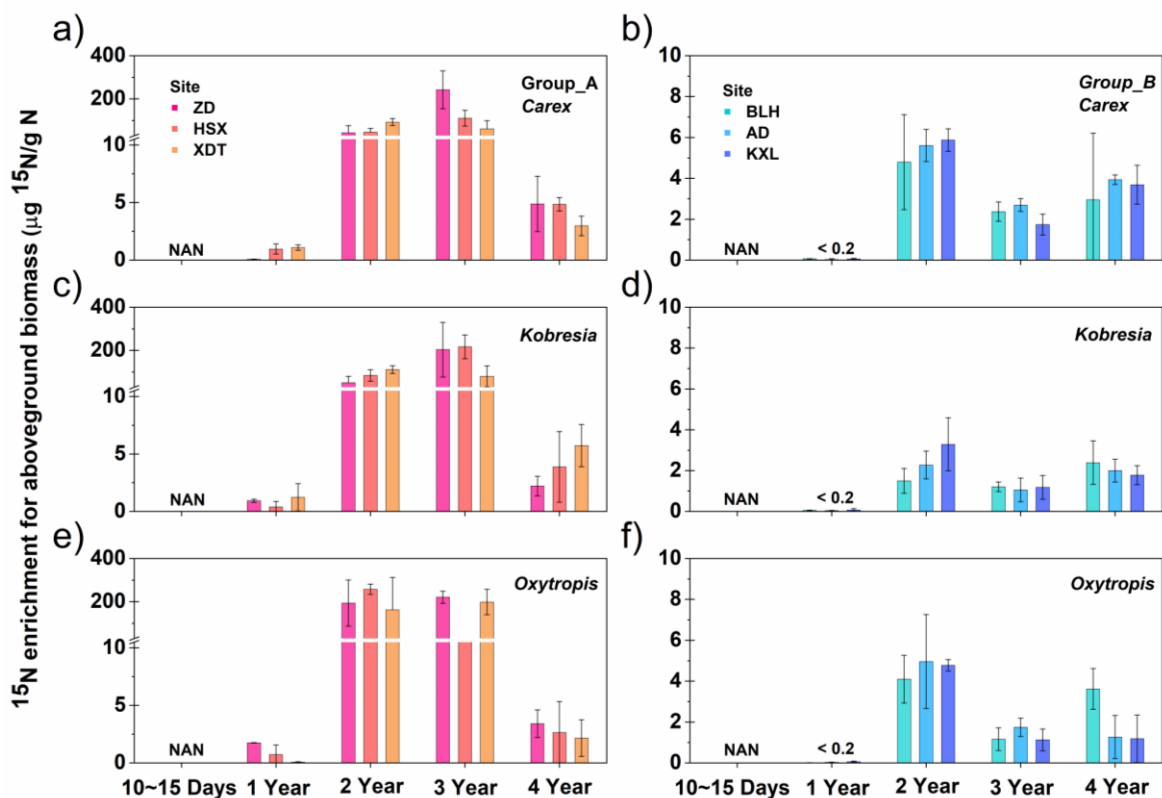 ¹⁵N enrichment for aboveground biomass (µg ¹⁵N/g N)
a)
400
200
10
5
0
Site
ZD
HSX
XDT
Group_A
Carex
NAN
b)
10
8
6
4
2
0
Site
BLH
AD
KXL
Group_B
Carex
NAN
< 0.2
c)
400
200
10
5
0
Kobresia
NAN
d)
10
8
6
4
2
0
Kobresia
NAN
< 0.2
e)
400
200
10
5
0
Oxytropis
NAN
10~15 Days 1 Year 2 Year 3 Year 4 Year
f)
10
8
6
4
2
0
Oxytropis
NAN
< 0.2
10~15 Days 1 Year 2 Year 3 Year 4 Year